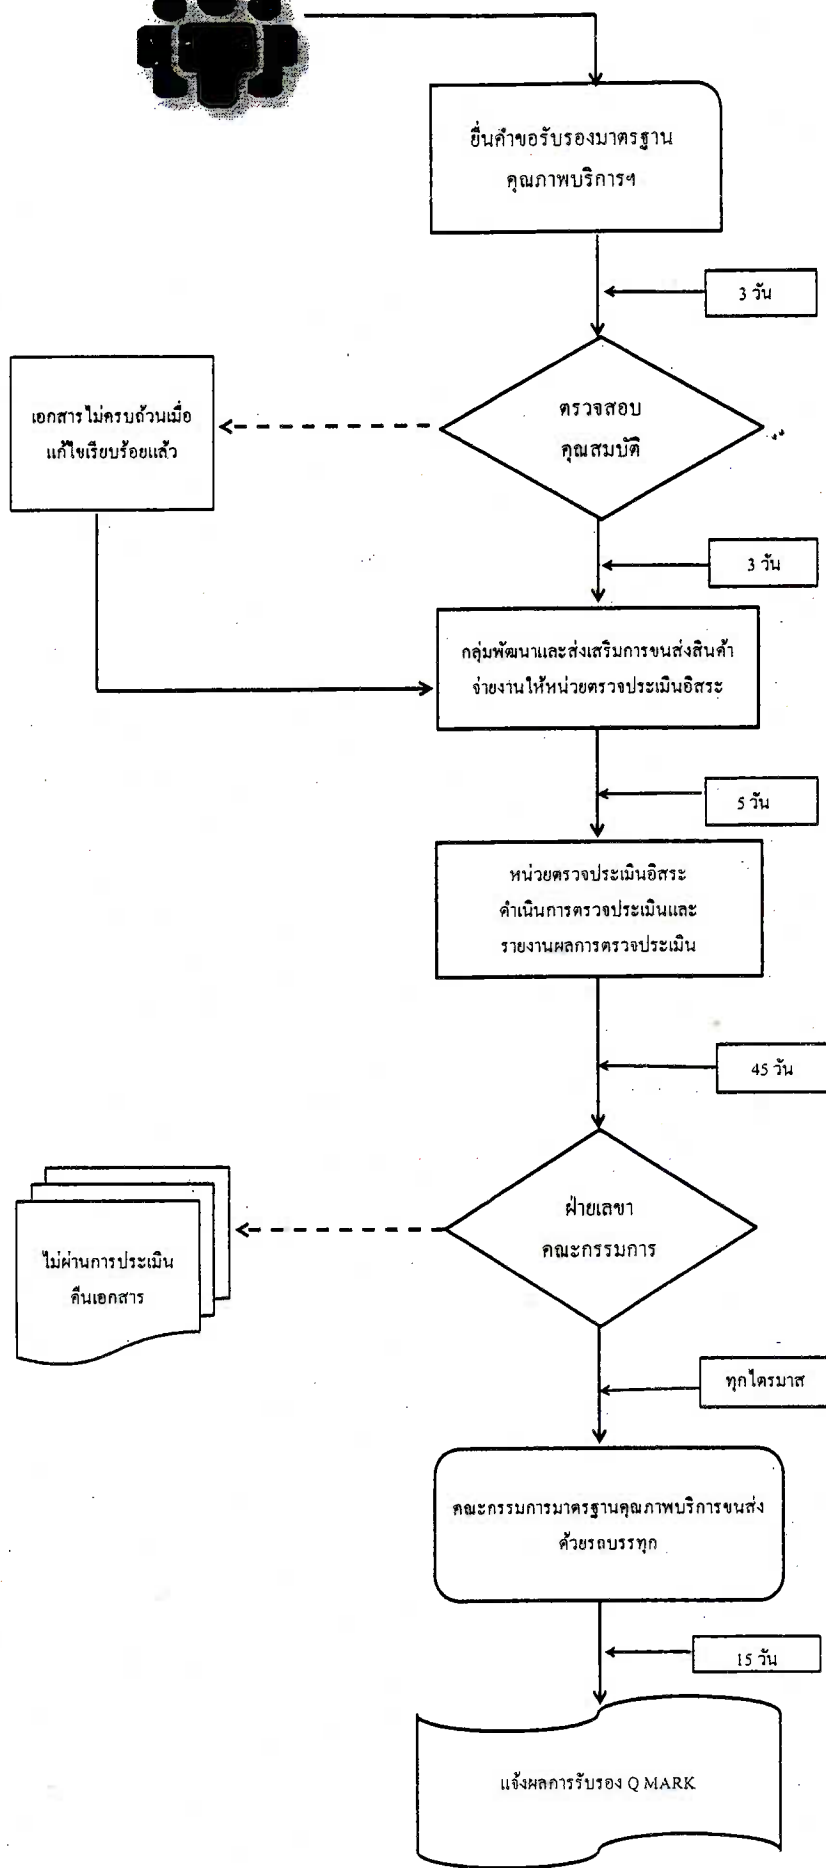 ยื่นคำขอรับรองมาตรฐาน
คุณภาพบริการฯ
3 วัน
ตรวจสอบ
คุณสมบัติ
เอกสารไม่ครบถ้วนเมื่อ
แก้ไขเรียบร้อยแล้ว
3 วัน
กลุ่มพัฒนาและส่งเสริมการขนส่งสินค้า
จ่ายงานให้หน่วยตรวจประเมินอิสระ
5 วัน
หน่วยตรวจประเมินอิสระ
ดำเนินการตรวจประเมินและ
รายงานผลการตรวจประเมิน
45 วัน
ฝ่ายเลขา
คณะกรรมการ
ไม่ผ่านการประเมิน
คืนเอกสาร
ทุกไตรมาส
คณะกรรมการมาตรฐานคุณภาพบริการขนส่ง
ด้วยรถบรรทุก
15 วัน
แจ้งผลการรับรอง Q MARK